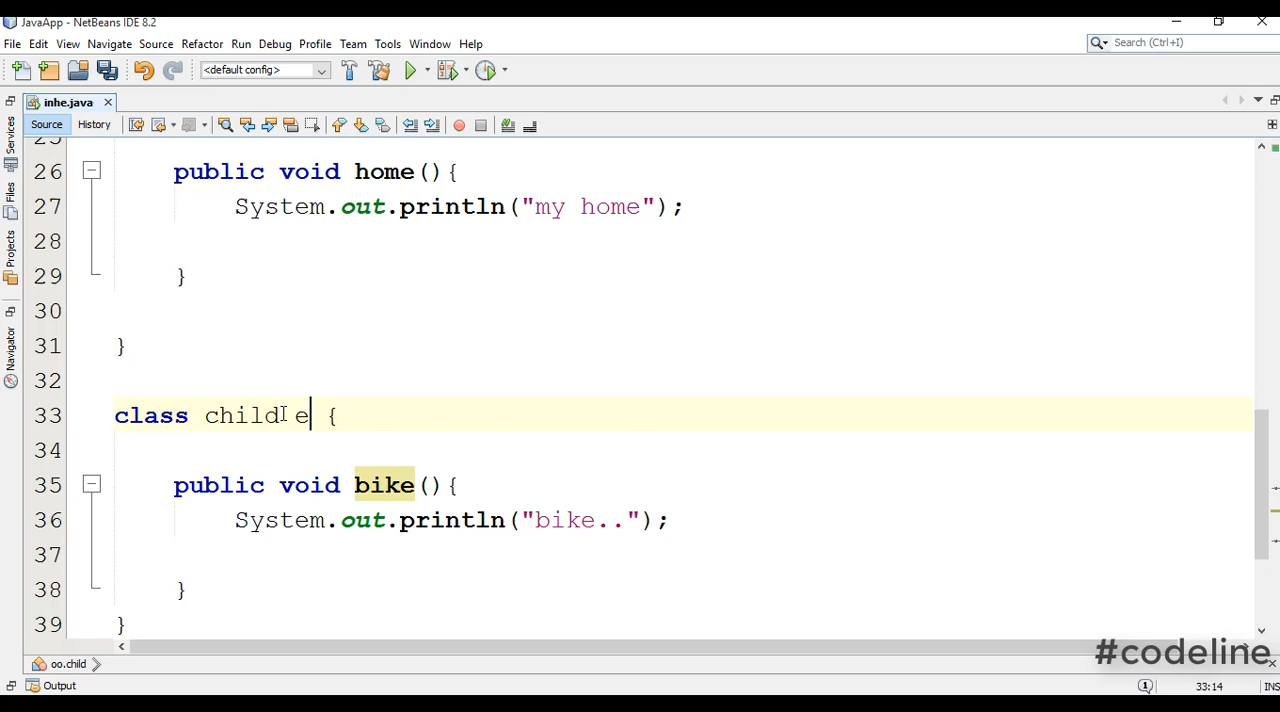 JavaApp - NetBeans IDE 8.2
File Edit View Navigate Source Refactor Run Debug Profile Team Tools Window Help
Search (Ctrl+I)
<default config>
inhe.java
Source History
Services
Files
Projects
Navigator
25
26 public void home(){
27 System.out.println("my home");
28
29 }
30
31 }
32
33 class child e {
34
35 public void bike(){
36 System.out.println("bike..");
37
38 }
39 }
#codeline
oo.child
Output
1
33:14
INS